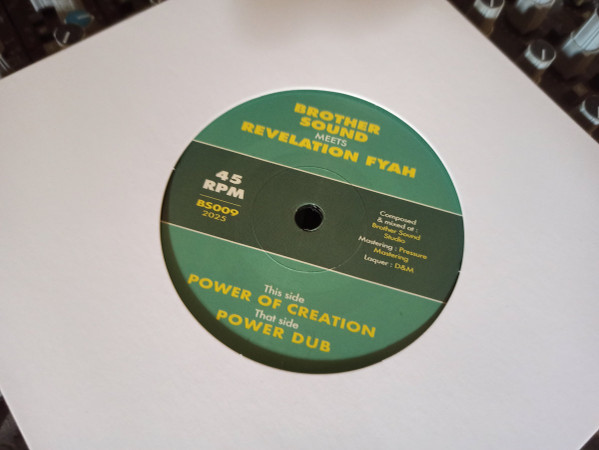 BROTHER
SOUND
MEETS
REVELATION FYAH
45
RPM
BS009
2025
Composed
& mixed at :
Brother Sound
Studio
Mastering : Pressure
Mastering
Laquer : D&M
This side
POWER OF CREATION
That side
POWER DUB